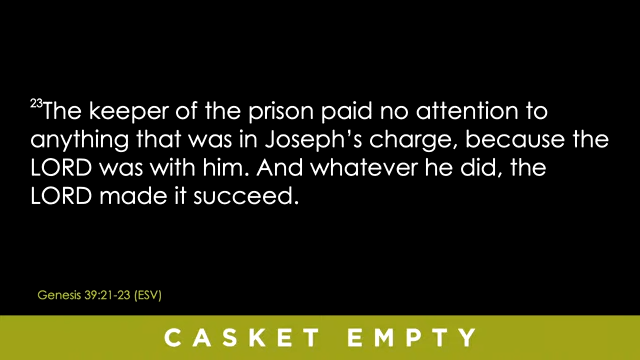 23The keeper of the prison paid no attention to
anything that was in Joseph’s charge, because the
LORD was with him. And whatever he did, the
LORD made it succeed.
Genesis 39:21-23 (ESV)
CASKET EMPTY